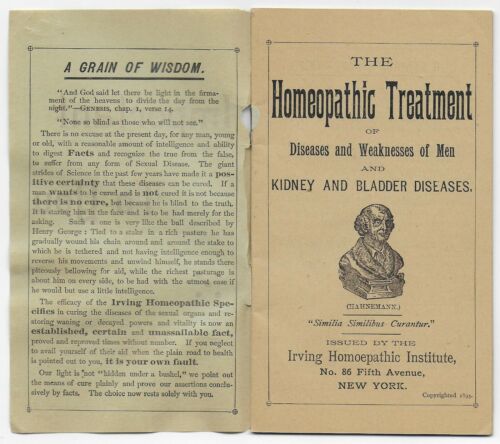 A GRAIN OF WISDOM.
"And God said let there be light in the firma-
ment of the heavens to divide the day from the
night."—GENESIS, chap. 1, verse 14.
"None so blind as those who will not see."
There is no excuse at the present day, for any man, young
or old, with a reasonable amount of intelligence and ability
to digest Facts and recognize the true from the false,
to suffer from any form of Sexual Disease. The giant
strides of Science in the past few years have made it a pos-
itive certainty that these diseases can be cured. If a
man wants to be cured and is not cured it is not because
there is no cure, but because he is blind to the truth.
It is staring him in the face and is to be had merely for the
asking. Such a one is very like the ball described by
Henry George: Tied to a stake in a rich pasture he has
gradually wound his chain around and around the stake to
which he is tethered and not having intelligence enough to
reverse his movements and unwind himself, he stands there
piteously bellowing for aid, while the richest pasturage is
about him on every side, to be had with the utmost ease if
he would but use a little intelligence.
The efficacy of the Irving Homeopathic Spe-
cifics in curing the diseases of the sexual organs and re-
storing waning or decayed powers and vitality is now an
established, certain and unassailable fact,
proved and reproved times without number. If you neglect
to avail yourself of their aid when the plain road to health
is pointed out to you, it is your own fault.
Our light is not "hidden under a bushel," we point out
the means of cure plainly and prove our assertions conclu-
sively by facts. The choice now rests solely with you.
THE
Homeopathic Treatment
OF
Diseases and Weaknesses of Men
AND
KIDNEY AND BLADDER DISEASES.
(HAHNEMANN.)
"Similia Similibus Curantur."
ISSUED BY THE
Irving Homoeopathic Institute,
No. 86 Fifth Avenue,
NEW YORK.
Copyrighted 1895.